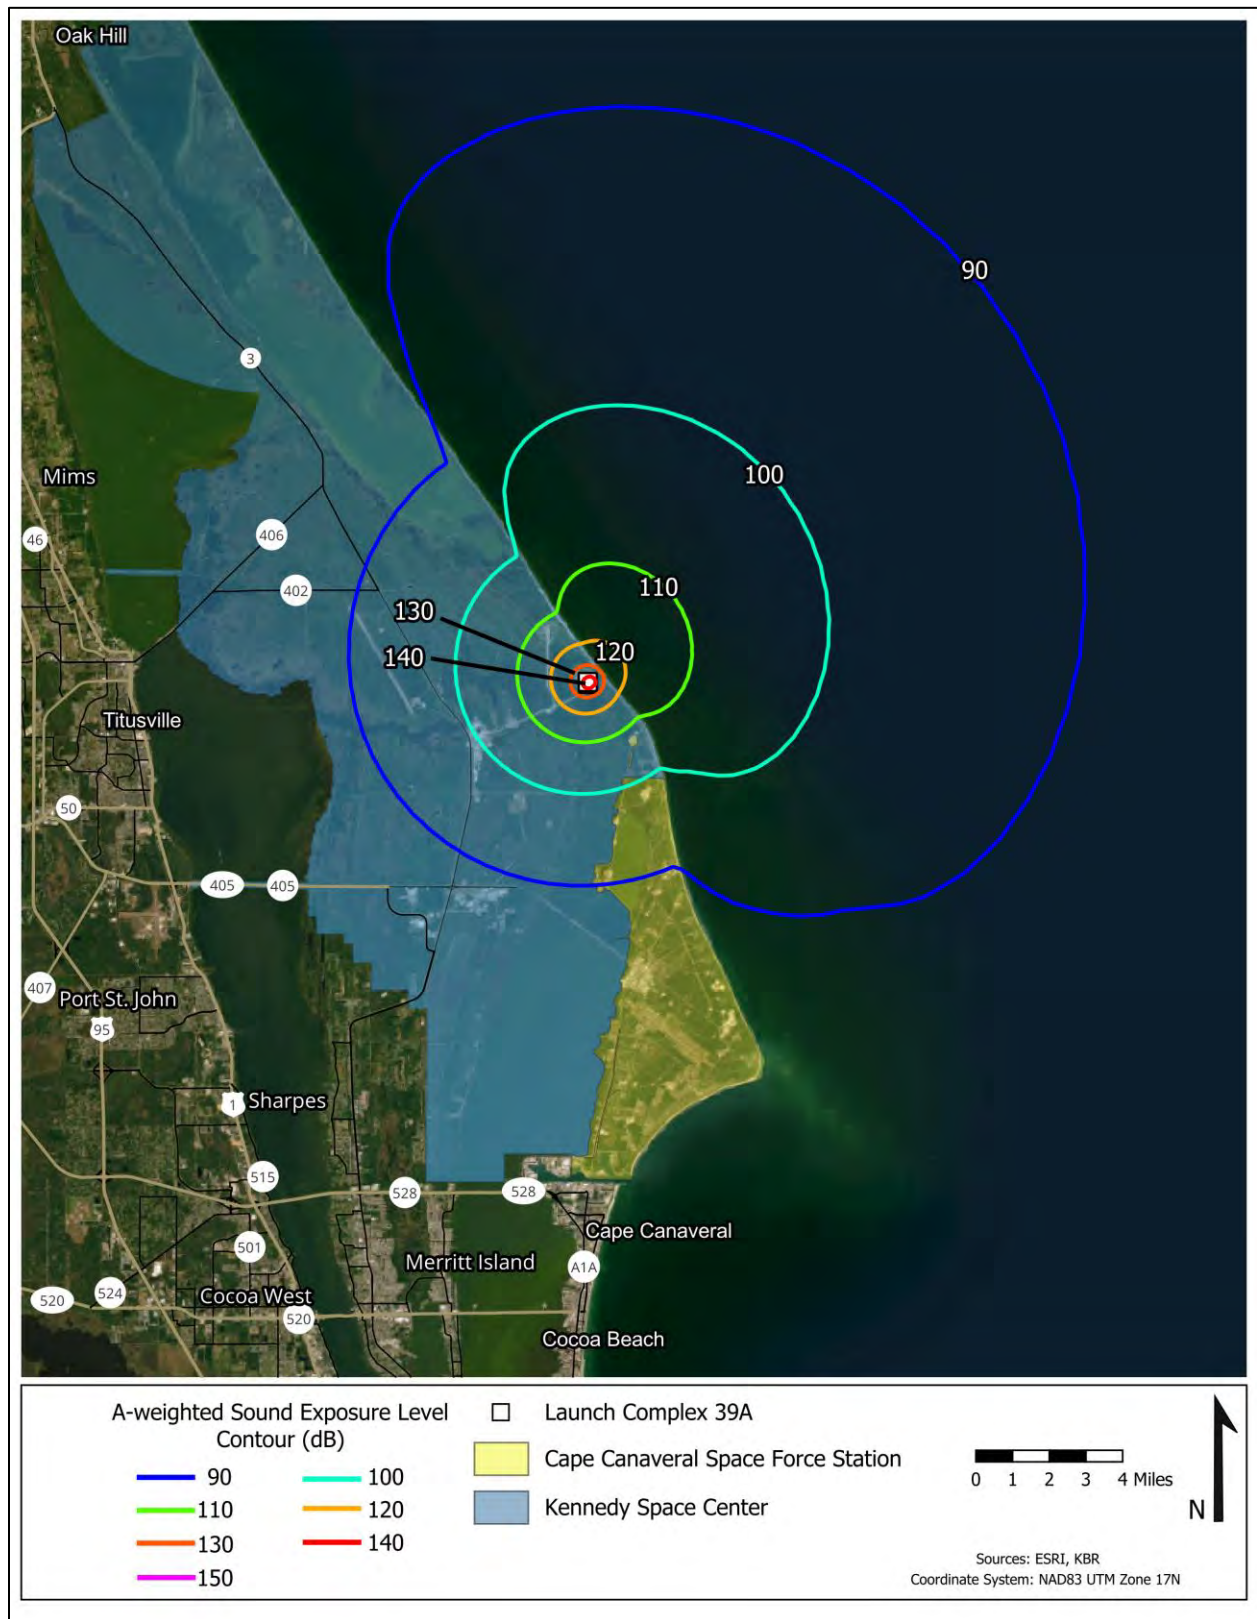 Oak Hill
90
3
100
Mims
46
406
402
110
130
120
140
Titusville
50
405
405
407
Port St. John
95
1
Sharpes
515
528
528
Cape Canaveral
501
Merritt Island
A1A
524
520
Cocoa West
520
Cocoa Beach
A-weighted Sound Exposure Level
Contour (dB)
90
100
110
120
130
140
150
Launch Complex 39A
Cape Canaveral Space Force Station
Kennedy Space Center
0 1 2 3 4 Miles
N
Sources: ESRI, KBR
Coordinate System: NAD83 UTM Zone 17N